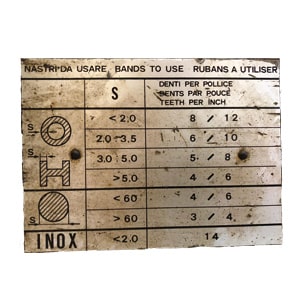 NASTRI DA USARE BANDS TO USE RUBANS A UTILISER
S
DENTI PER POLLICE
DENTS PAR POUCE
TEETH PER INCH
S <2.0 8 / 12
2.0 - 3.5 6 / 10
S 3.0 : 5.0 5 / 8
>5.0 4 / 6
<60 4 / 6
S >60 3 / 4
INOX <2.0 14